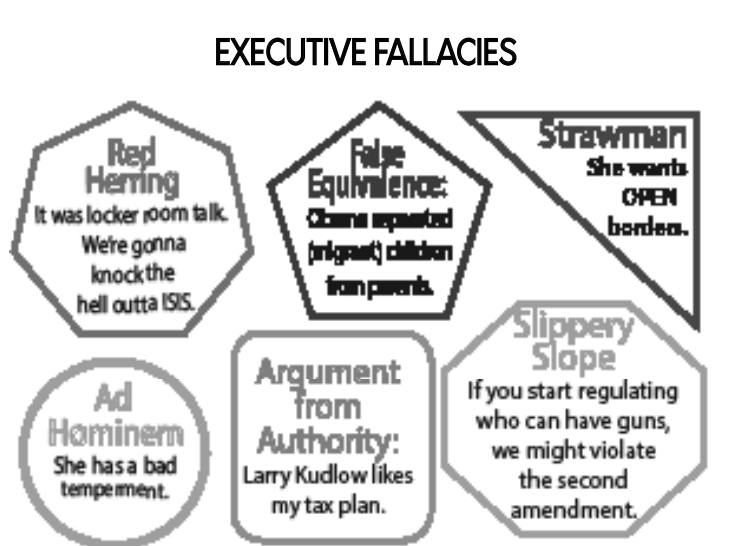 EXECUTIVE FALLACIES
Red
Herring
It was locker room talk.
We're gonna
knock the
hell outta ISIS.
False
Equivalence:
Obama separated
(migrant) children
from parents.
Strawman
She wants
OPEN
borders.
Ad
Hominem
She has a bad
temperment.
Argument
from
Authority:
Larry Kudlow likes
my tax plan.
Slippery
Slope
If you start regulating
who can have guns,
we might violate
the second
amendment.